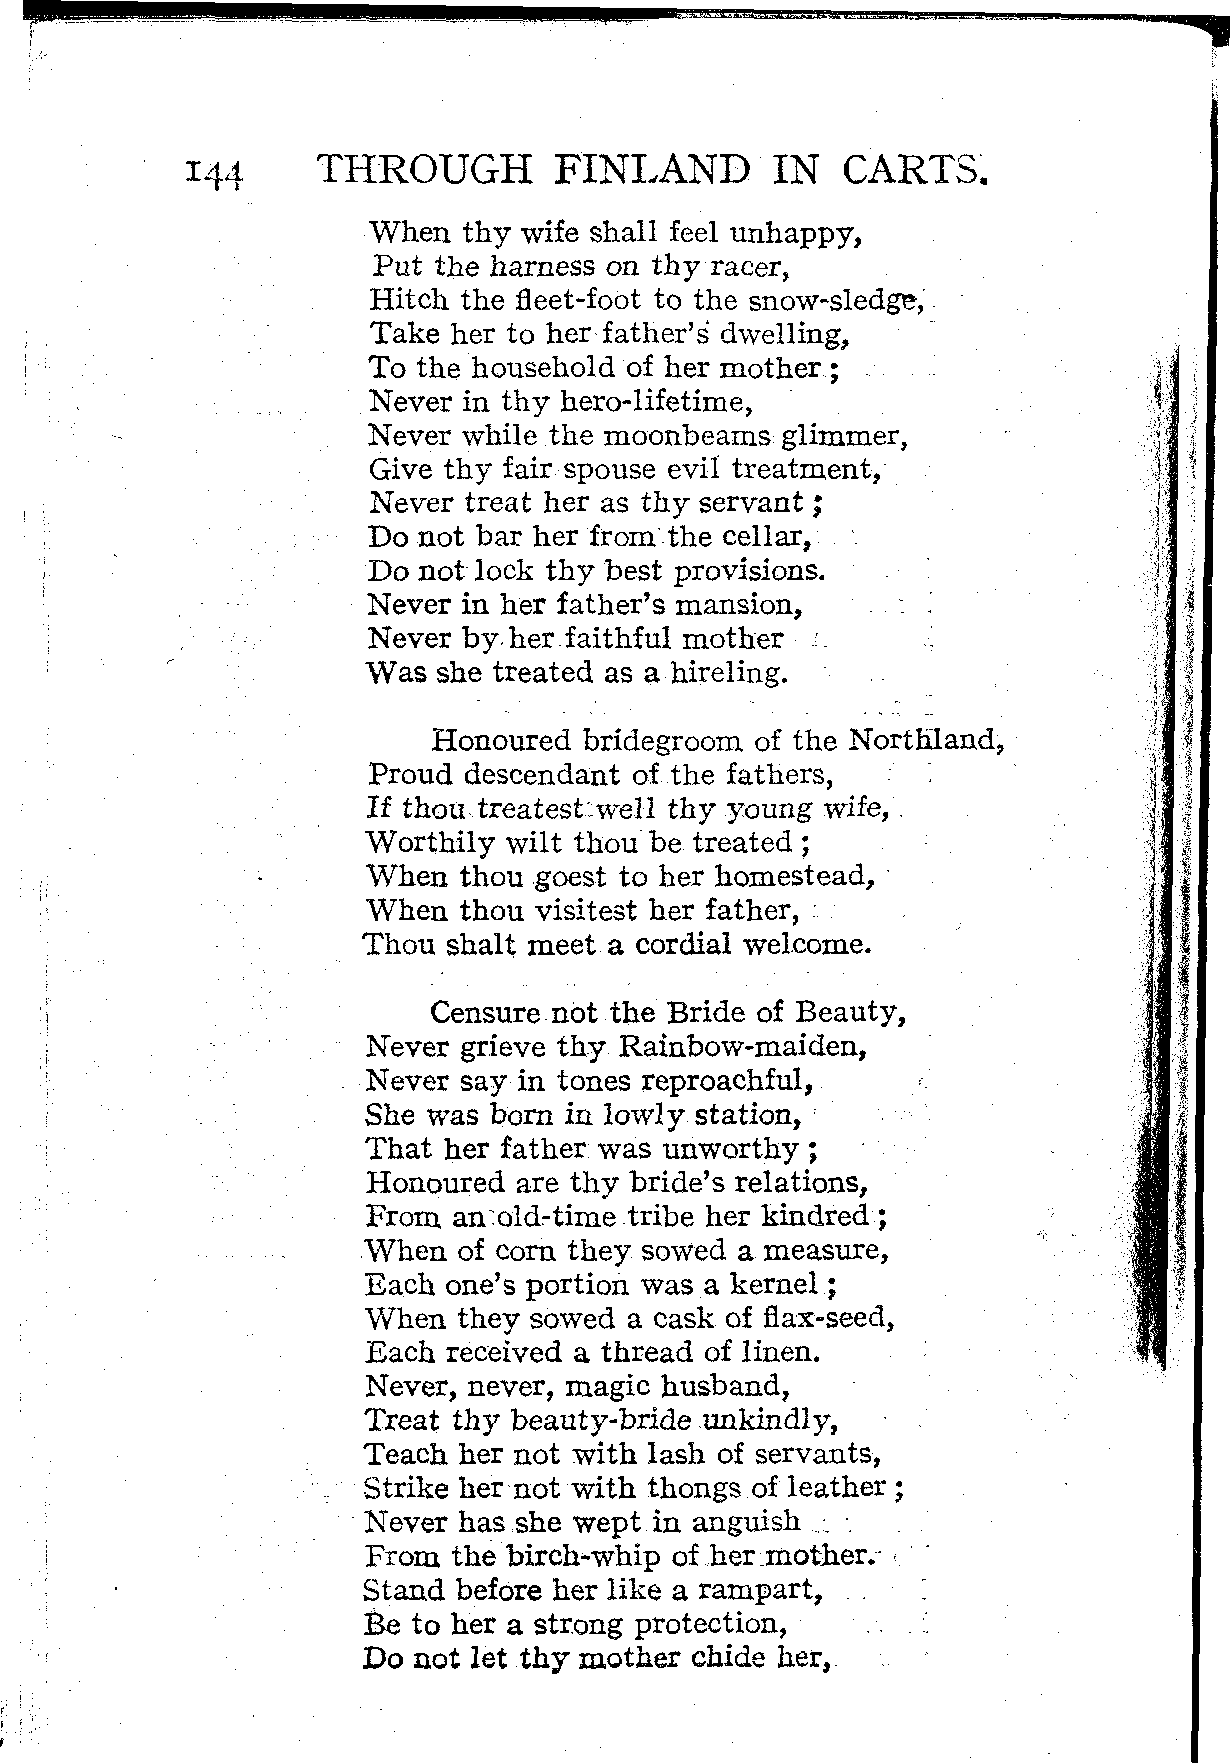 144 THROUGH FINLAND IN CARTS.
When thy wife shall feel unhappy,
Put the harness on thy racer,
Hitch the fleet-foot to the snow-sledge,
Take her to her father's dwelling,
To the household of her mother;
Never in thy hero-lifetime,
Never while the moonbeams glimmer,
Give thy fair spouse evil treatment,
Never treat her as thy servant;
Do not bar her from the cellar,
Do not lock thy best provisions.
Never in her father's mansion,
Never by her faithful mother
Was she treated as a hireling.
Honoured bridegroom of the Northland,
Proud descendant of the fathers,
If thou treatest well thy young wife,
Worthily wilt thou be treated;
When thou goest to her homestead,
When thou visitest her father,
Thou shalt meet a cordial welcome.
Censure not the Bride of Beauty,
Never grieve thy Rainbow-maiden,
Never say in tones reproachful,
She was born in lowly station,
That her father was unworthy;
Honoured are thy bride's relations,
From an old-time tribe her kindred;
When of corn they sowed a measure,
Each one's portion was a kernel;
When they sowed a cask of flax-seed,
Each received a thread of linen.
Never, never, magic husband,
Treat thy beauty-bride unkindly,
Teach her not with lash of servants,
Strike her not with thongs of leather;
Never has she wept in anguish
From the birch-whip of her mother.
Stand before her like a rampart,
Be to her a strong protection,
Do not let thy mother chide her,